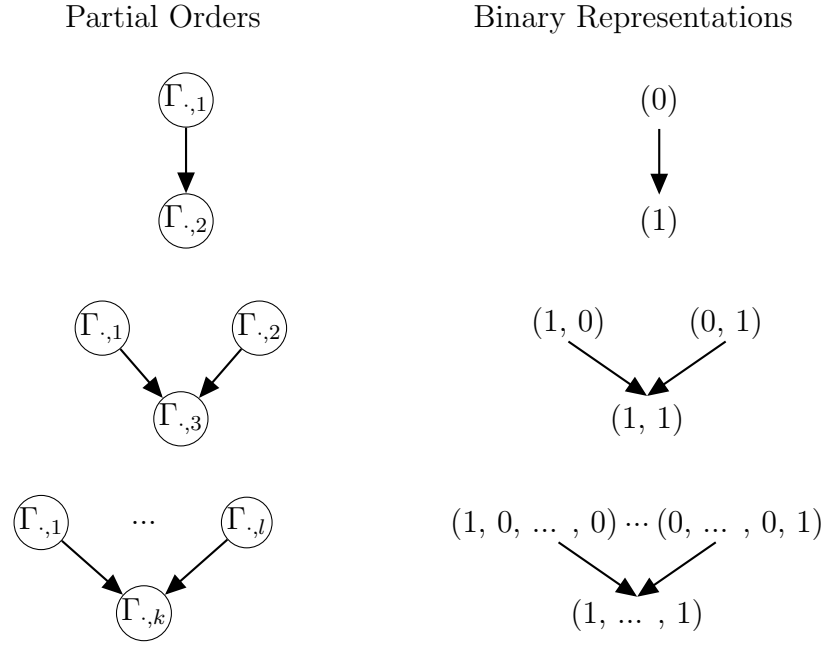 Partial Orders Binary Representations
Γ·,1 (0)
Γ·,2 (1)
Γ·,1 Γ·,2 (1, 0) (0, 1)
Γ·,3 (1, 1)
Γ·,1 ... Γ·,l (1, 0, ... , 0) ··· (0, ... , 0, 1)
Γ·,k (1, ... , 1)